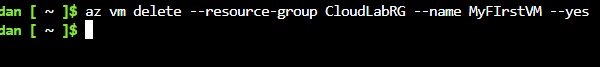 dan [ ~ ]$ az vm delete --resource-group CloudLabRG --name MyFIrstVM --yes
dan [ ~ ]$